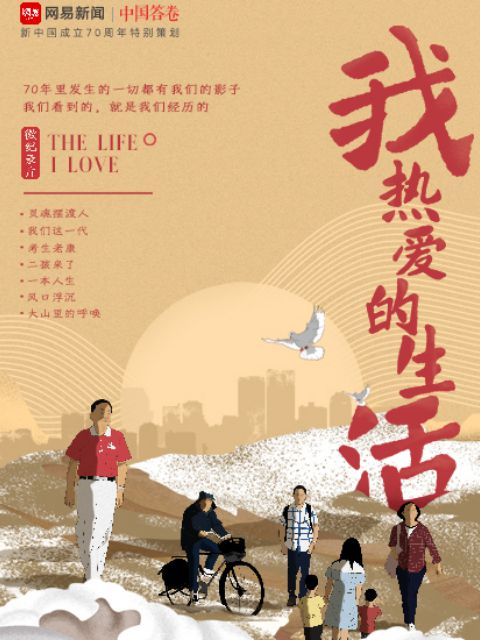 网易 网易新闻 | 中国答卷
新中国成立70周年特别策划
70年里发生的一切都有我们的影子
我们看到的，就是我们经历的
微纪录片
THE LIFE
I LOVE
• 灵魂摆渡人
• 我们这一代
• 考生老康
• 二孩来了
• 一本人生
• 风口浮沉
• 大山里的呼唤
我热爱的生活